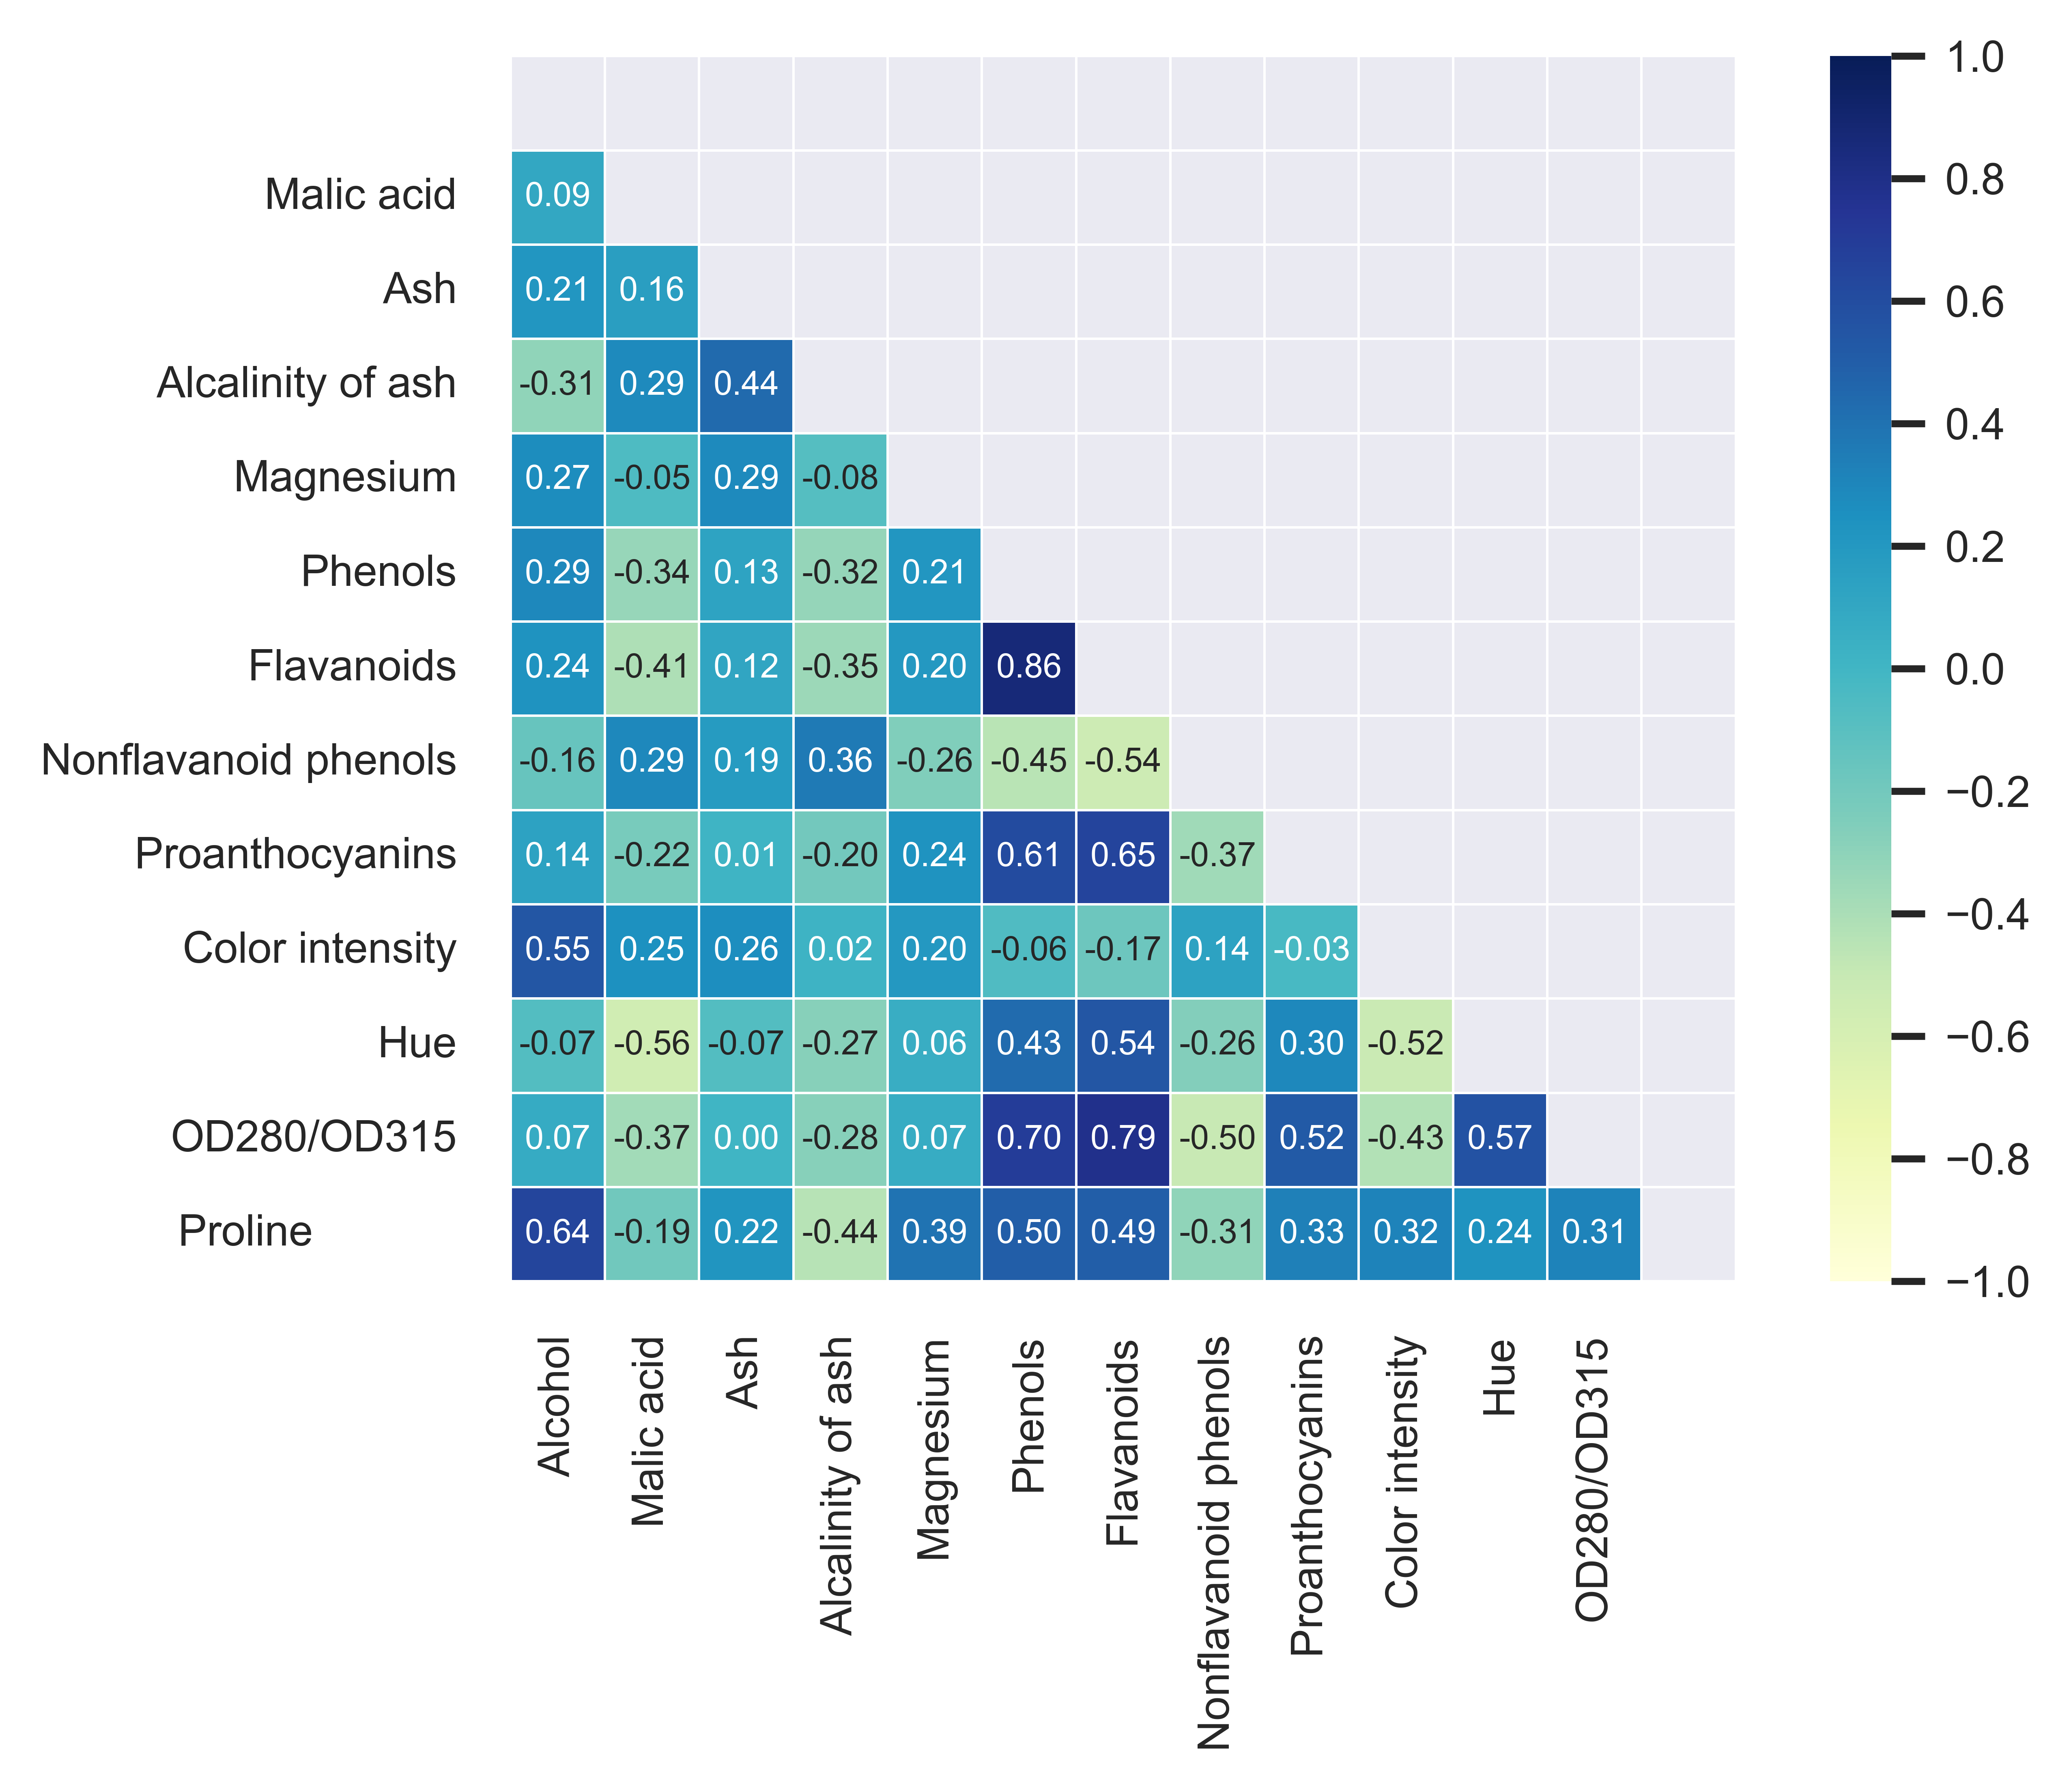 1.0
Malic acid 0.09 0.8
Ash 0.21 0.16 0.6
Alcalinity of ash -0.31 0.29 0.44 0.4
Magnesium 0.27 -0.05 0.29 -0.08
Phenols 0.29 -0.34 0.13 -0.32 0.21 0.2
Flavanoids 0.24 -0.41 0.12 -0.35 0.20 0.86 0.0
Nonflavanoid phenols -0.16 0.29 0.19 0.36 -0.26 -0.45 -0.54 −0.2
Proanthocyanins 0.14 -0.22 0.01 -0.20 0.24 0.61 0.65 -0.37
Color intensity 0.55 0.25 0.26 0.02 0.20 -0.06 -0.17 0.14 -0.03 −0.4
Hue -0.07 -0.56 -0.07 -0.27 0.06 0.43 0.54 -0.26 0.30 -0.52 −0.6
OD280/OD315 0.07 -0.37 0.00 -0.28 0.07 0.70 0.79 -0.50 0.52 -0.43 0.57 −0.8
Proline 0.64 -0.19 0.22 -0.44 0.39 0.50 0.49 -0.31 0.33 0.32 0.24 0.31
−1.0
Alcohol
Malic acid
Ash
Alcalinity of ash
Magnesium
Phenols
Flavanoids
Nonflavanoid phenols
Proanthocyanins
Color intensity
Hue
OD280/OD315